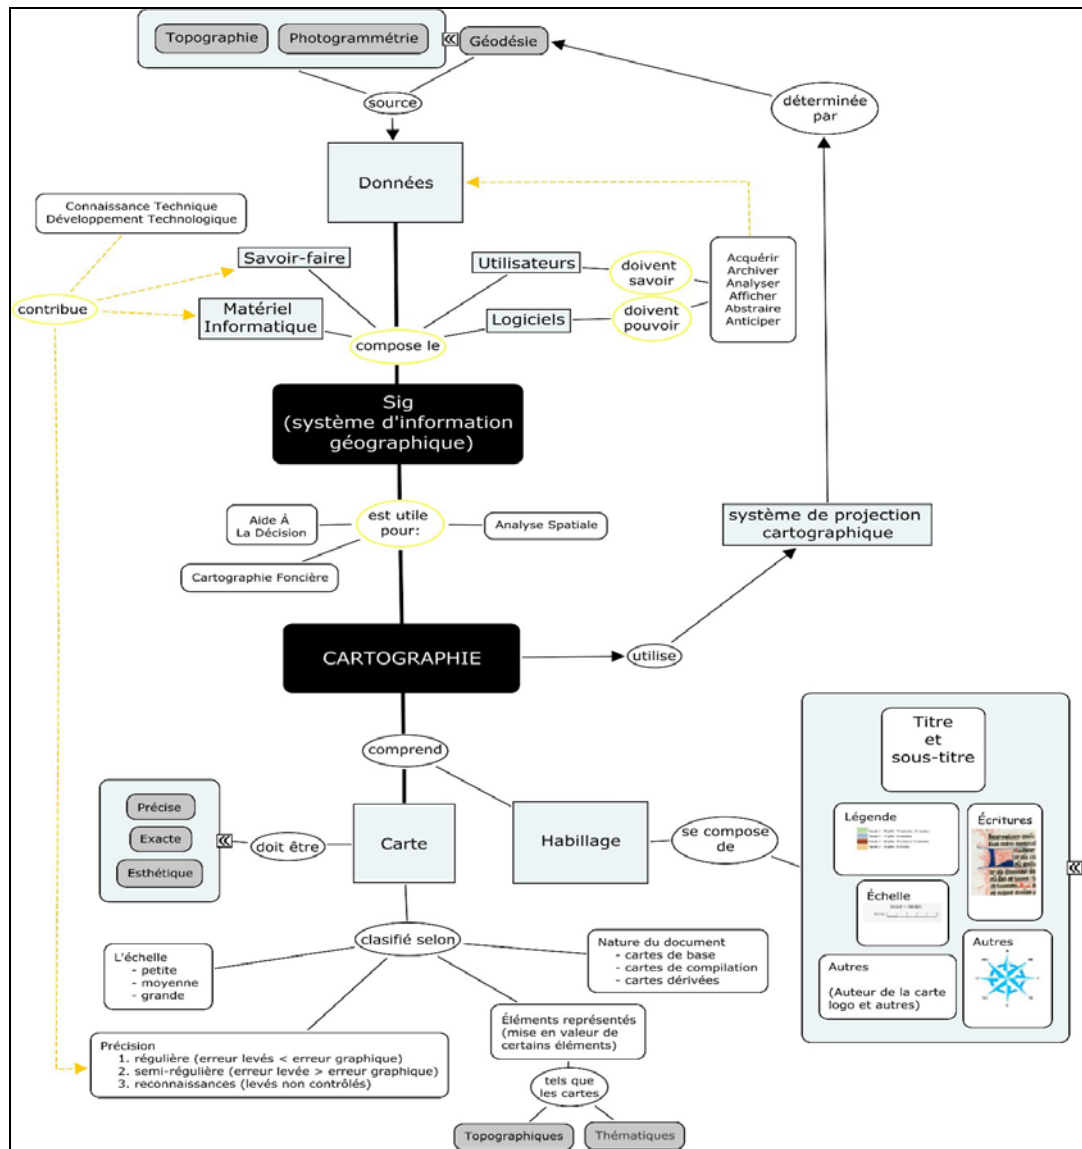 Topographie
Photogrammétrie
Géodésie
source
déterminée
par
Données
Connaissance Technique
Développement Technologique
Savoir-faire
Utilisateurs
doivent
savoir
Acquérir
Archiver
Analyser
Afficher
Abstraire
Anticiper
contribue
Matériel
Informatique
Logiciels
doivent
pouvoir
compose le
Sig
(système d'information
géographique)
Aide À
La Décision
est utile
pour:
Analyse Spatiale
Cartographie Foncière
système de projection
cartographique
CARTOGRAPHIE
utilise
comprend
Précise
Exacte
Esthétique
doit être
Carte
Habillage
se compose
de
Titre
et
sous-titre
Légende
Écritures
Échelle
Autres
Autres
(Auteur de la carte
logo et autres)
clasifié selon
L'échelle
- petite
- moyenne
- grande
Nature du document
- cartes de base
- cartes de compilation
- cartes dérivées
Précision
1. régulière (erreur levés < erreur graphique)
2. semi-régulière (erreur levée > erreur graphique)
3. reconnaissances (levés non contrôlés)
Éléments représentés
(mise en valeur de
certains éléments)
tels que
les cartes
Topographiques
Thématiques